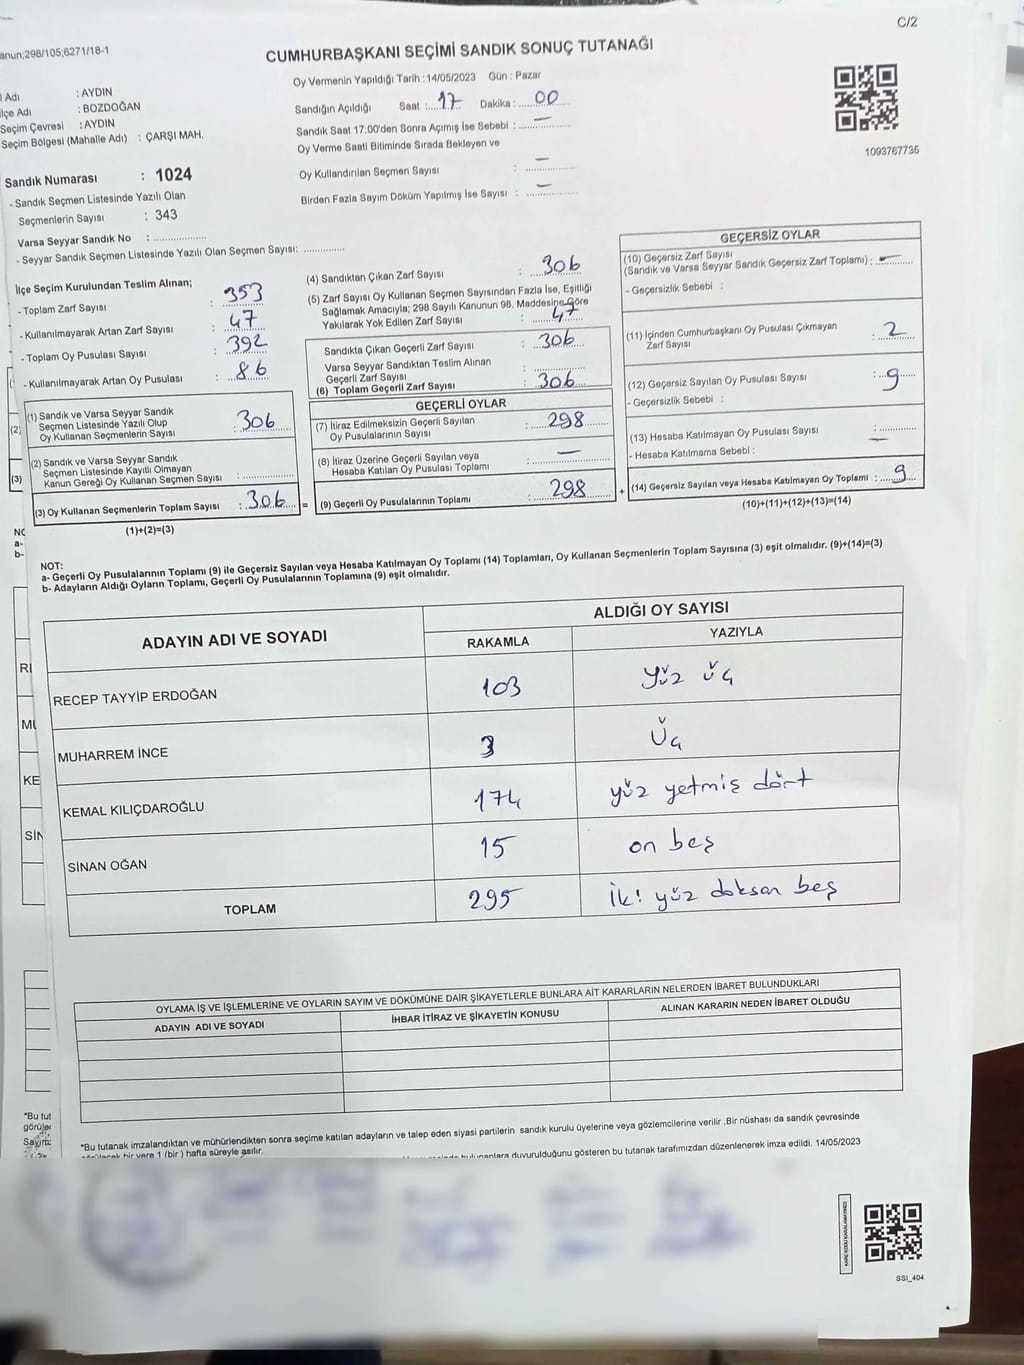 C/2
anun;298/105;6271/18-1
CUMHURBAŞKANI SEÇİMİ SANDIK SONUÇ TUTANAĞI
Oy Vermenin Yapıldığı Tarih :14/05/2023 Gün : Pazar
l Adı : AYDIN
lçe Adı : BOZDOĞAN
Seçim Çevresi : AYDIN
Seçim Bölgesi (Mahalle Adı) : ÇARŞI MAH.
Sandığın Açıldığı Saat : 17 Dakika : 00
Sandık Saat 17:00'den Sonra Açımış İse Sebebi : —
Oy Verme Saati Bitiminde Sırada Bekleyen ve
Oy Kullandırılan Seçmen Sayısı : —
Birden Fazla Sayım Döküm Yapılmış İse Sayısı : —
1093767735
Sandık Numarası : 1024
- Sandık Seçmen Listesinde Yazılı Olan
Seçmenlerin Sayısı : 343
Varsa Seyyar Sandık No :
- Seyyar Sandık Seçmen Listesinde Yazılı Olan Seçmen Sayısı:
İlçe Seçim Kurulundan Teslim Alınan;
- Toplam Zarf Sayısı : 353
- Kullanılmayarak Artan Zarf Sayısı : 47
- Toplam Oy Pusulası Sayısı : 392
- Kullanılmayarak Artan Oy Pusulası : 86
(1) Sandık ve Varsa Seyyar Sandık
Seçmen Listesinde Yazılı Olup
Oy Kullanan Seçmenlerin Sayısı : 306
(2) Sandık ve Varsa Seyyar Sandık
Seçmen Listesinde Kayıtlı Olmayan
Kanun Gereği Oy Kullanan Seçmen Sayısı :
(3) Oy Kullanan Seçmenlerin Toplam Sayısı : 306
(1)+(2)=(3)
(4) Sandıktan Çıkan Zarf Sayısı : 306
(5) Zarf Sayısı Oy Kullanan Seçmen Sayısından Fazla İse, Eşitliği
Sağlamak Amacıyla; 298 Sayılı Kanunun 98. Maddesine Göre
Yakılarak Yok Edilen Zarf Sayısı : 47
Sandıkta Çıkan Geçerli Zarf Sayısı : 306
Varsa Seyyar Sandıktan Teslim Alınan
Geçerli Zarf Sayısı :
(6) Toplam Geçerli Zarf Sayısı : 306
GEÇERLİ OYLAR
(7) İtiraz Edilmeksizin Geçerli Sayılan
Oy Pusulalarının Sayısı : 298
(8) İtiraz Üzerine Geçerli Sayılan veya
Hesaba Katılan Oy Pusulası Toplamı : —
(9) Geçerli Oy Pusulalarının Toplamı : 298
=
+
GEÇERSİZ OYLAR
(10) Geçersiz Zarf Sayısı
(Sandık ve Varsa Seyyar Sandık Geçersiz Zarf Toplamı) : —
- Geçersizlik Sebebi :
(11) İçinden Cumhurbaşkanı Oy Pusulası Çıkmayan
Zarf Sayısı : 2
(12) Geçersiz Sayılan Oy Pusulası Sayısı : 9
- Geçersizlik Sebebi :
(13) Hesaba Katılmayan Oy Pusulası Sayısı :
- Hesaba Katılmama Sebebi : —
(14) Geçersiz Sayılan veya Hesaba Katılmayan Oy Toplamı : 9
(10)+(11)+(12)+(13)=(14)
NOT:
a- Geçerli Oy Pusulalarının Toplamı (9) ile Geçersiz Sayılan veya Hesaba Katılmayan Oy Toplamı (14) Toplamları, Oy Kullanan Seçmenlerin Toplam Sayısına (3) eşit olmalıdır. (9)+(14)=(3)
b- Adayların Aldığı Oyların Toplamı, Geçerli Oy Pusulalarının Toplamına (9) eşit olmalıdır.
ADAYIN ADI VE SOYADI ALDIĞI OY SAYISI
RAKAMLA YAZIYLA
RECEP TAYYİP ERDOĞAN 103 yüz üç
MUHARREM İNCE 3 üç
KEMAL KILIÇDAROĞLU 174 yüz yetmiş dört
SİNAN OĞAN 15 on beş
TOPLAM 295 iki yüz doksan beş
OYLAMA İŞ VE İŞLEMLERİNE VE OYLARIN SAYIM VE DÖKÜMÜNE DAİR ŞİKAYETLERLE BUNLARA AİT KARARLARIN NELERDEN İBARET BULUNDUKLARI
ADAYIN ADI VE SOYADI İHBAR İTİRAZ VE ŞİKAYETİN KONUSU ALINAN KARARIN NEDEN İBARET OLDUĞU
*Bu tutanak imzalandıktan ve mühürlendikten sonra seçime katılan adayların ve talep eden siyasi partilerin sandık kurulu üyelerine veya gözlemcilerine verilir .Bir nüshası da sandık çevresinde
bir yere 1 (bir ) hafta süreyle asılır.
duyurulduğunu gösteren bu tutanak tarafımızdan düzenlenerek imza edildi. 14/05/2023
KARE KODU KARALAMAYINIZ
SSI_404
(2)
(3)
NO
a-
b-
RI
MU
KE
SİN
*Bu tut
görüle
Sayım